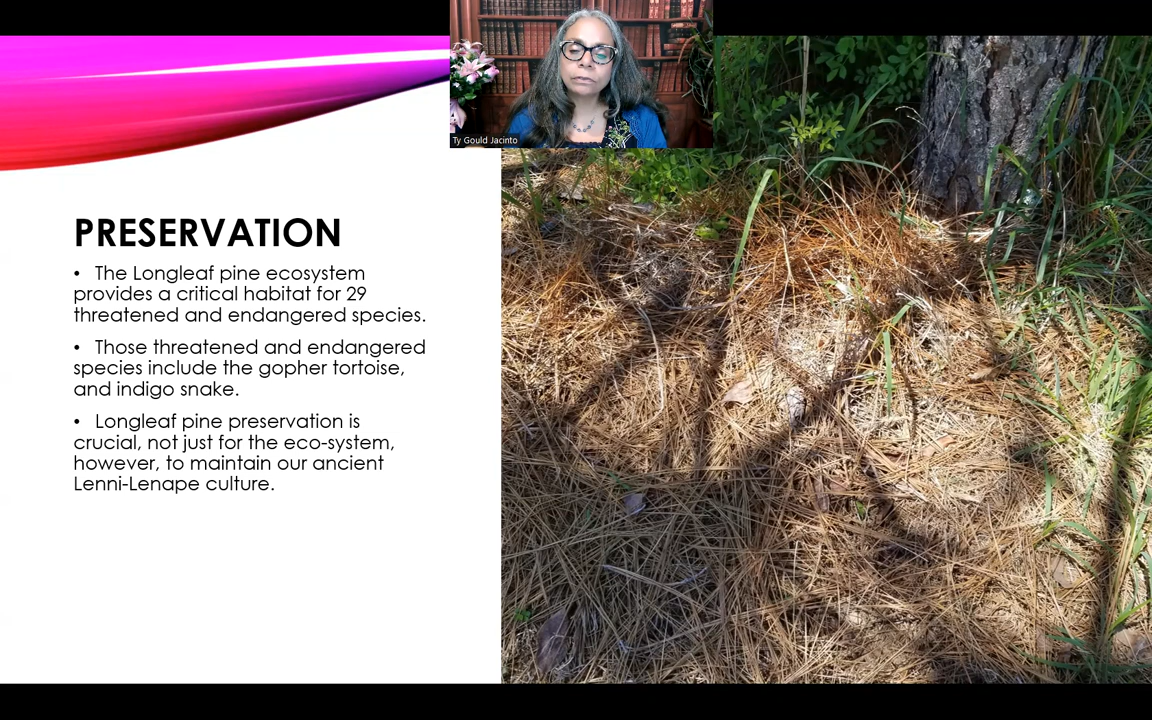 Ty Gould Jacinto
PRESERVATION
• The Longleaf pine ecosystem
provides a critical habitat for 29
threatened and endangered species.
• Those threatened and endangered
species include the gopher tortoise,
and indigo snake.
• Longleaf pine preservation is
crucial, not just for the eco-system,
however, to maintain our ancient
Lenni-Lenape culture.